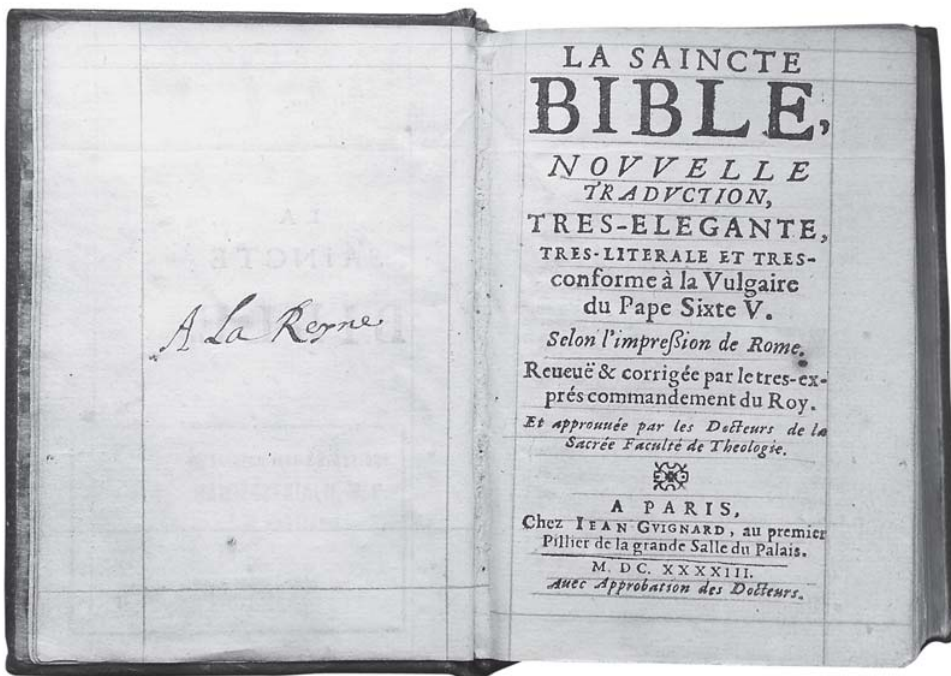 A La Reyne
LA SAINCTE
BIBLE,
NOVVELLE
TRADVCTION,
TRES-ELEGANTE,
TRES-LITERALE ET TRES-
conforme à la Vulgaire
du Pape Sixte V.
Selon l'impreſſion de Rome.
Reueuë & corrigée par le tres-ex-
prés commandement du Roy.
Et approuuée par les Docteurs de la
Sacrée Faculté de Theologie.
A PARIS,
Chez IEAN GVIGNARD, au premier
Pillier de la grande Salle du Palais.
M. DC. XXXXIII.
Auec Approbation des Docteurs.